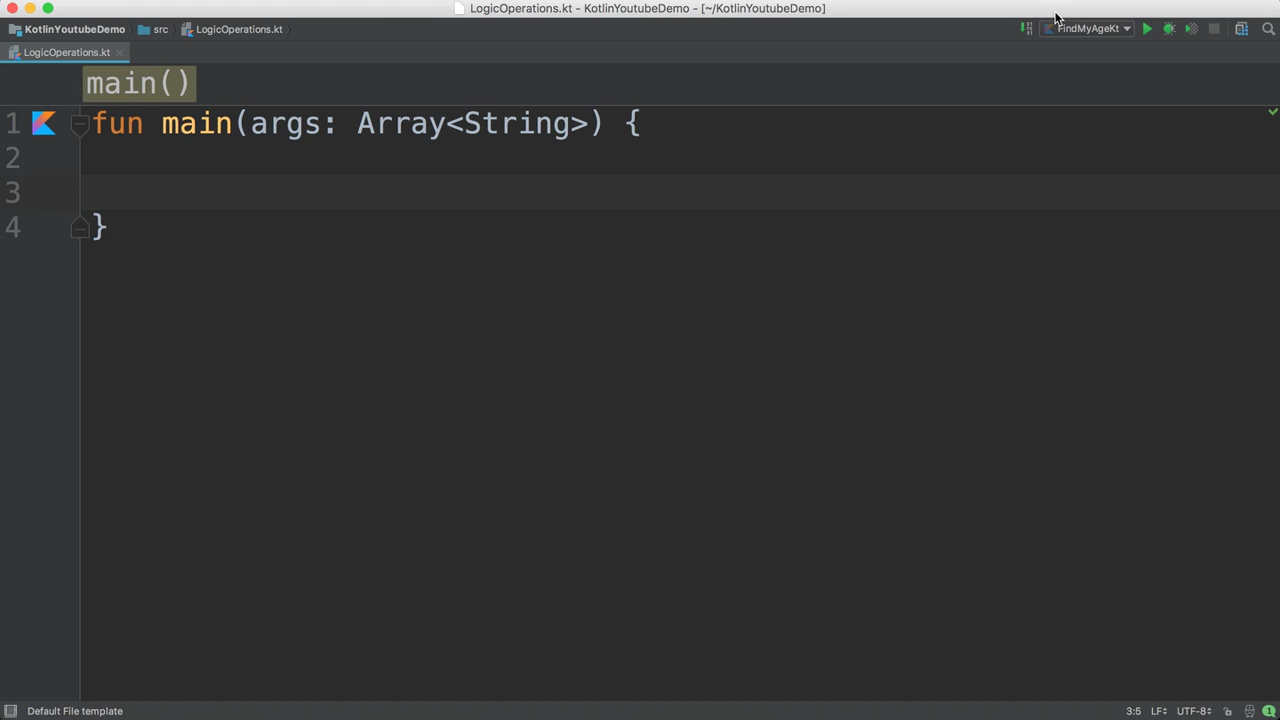 LogicOperations.kt - KotlinYoutubeDemo - [~/KotlinYoutubeDemo]
KotlinYoutubeDemo src LogicOperations.kt FindMyAgeKt
LogicOperations.kt
main()
1 fun main(args: Array<String>) {
2
3
4 }
Default File template 3:5 LF UTF-8 1